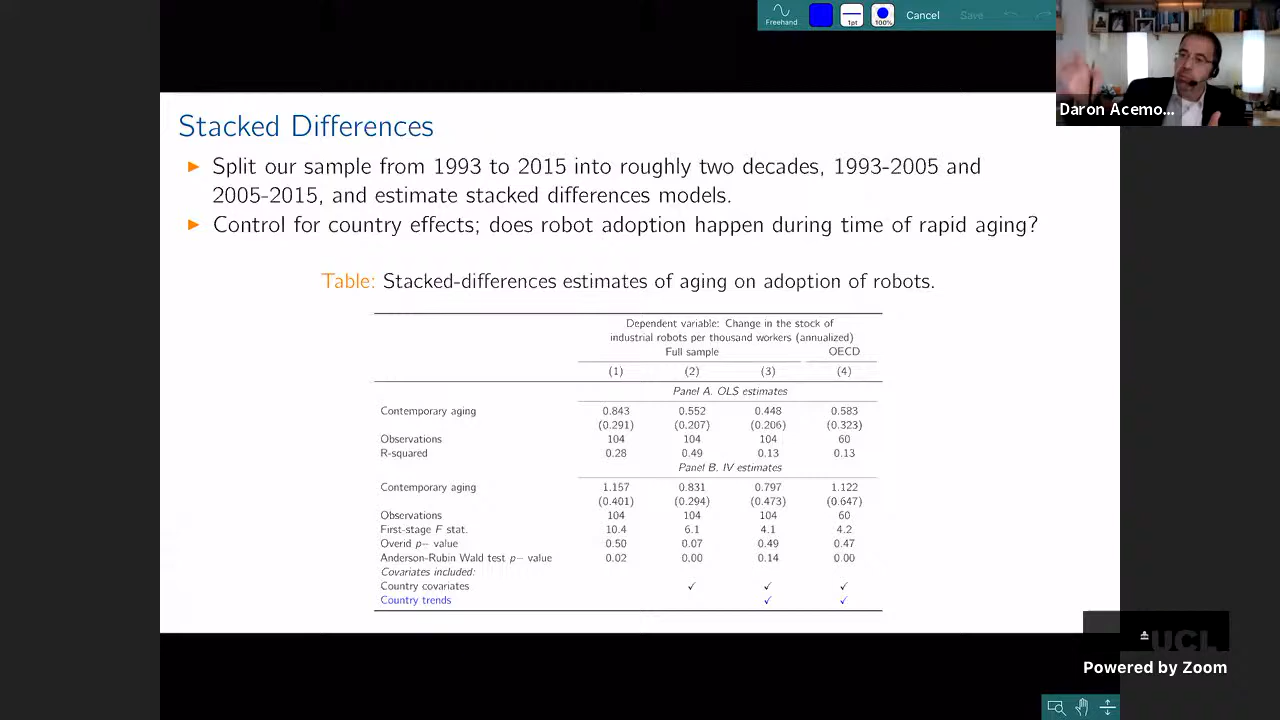 Freehand
1pt
100%
Cancel
Save
Daron Acemo...
Stacked Differences
Split our sample from 1993 to 2015 into roughly two decades, 1993-2005 and
2005-2015, and estimate stacked differences models.
Control for country effects; does robot adoption happen during time of rapid aging?
Table: Stacked-differences estimates of aging on adoption of robots.
Dependent variable: Change in the stock of
industrial robots per thousand workers (annualized)
Full sample OECD
(1) (2) (3) (4)
Panel A. OLS estimates
Contemporary aging 0.843 0.552 0.448 0.583
(0.291) (0.207) (0.206) (0.323)
Observations 104 104 104 60
R-squared 0.28 0.49 0.13 0.13
Panel B. IV estimates
Contemporary aging 1.157 0.831 0.797 1.122
(0.401) (0.294) (0.473) (0.647)
Observations 104 104 104 60
First-stage F stat. 10.4 6.1 4.1 4.2
Overid p− value 0.50 0.07 0.49 0.47
Anderson-Rubin Wald test p− value 0.02 0.00 0.14 0.00
Covariates included:
Country covariates ✓ ✓ ✓
Country trends ✓ ✓
UCL
Powered by Zoom